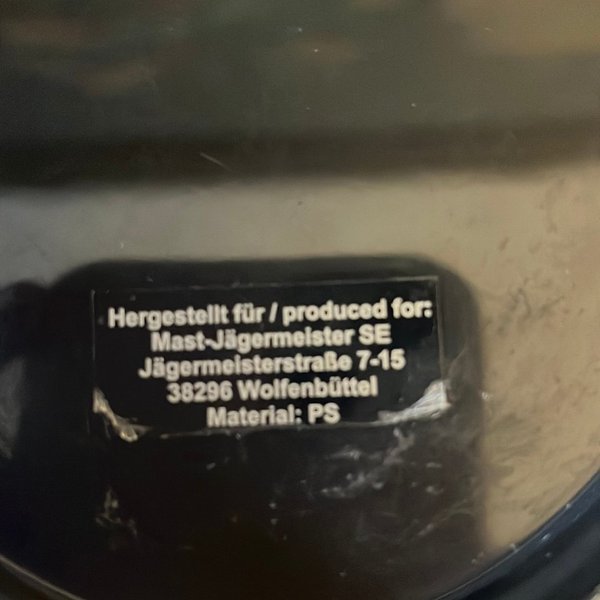 Hergestellt für / produced for:
Mast-Jägermeister SE
Jägermeisterstraße 7-15
38296 Wolfenbüttel
Material: PS